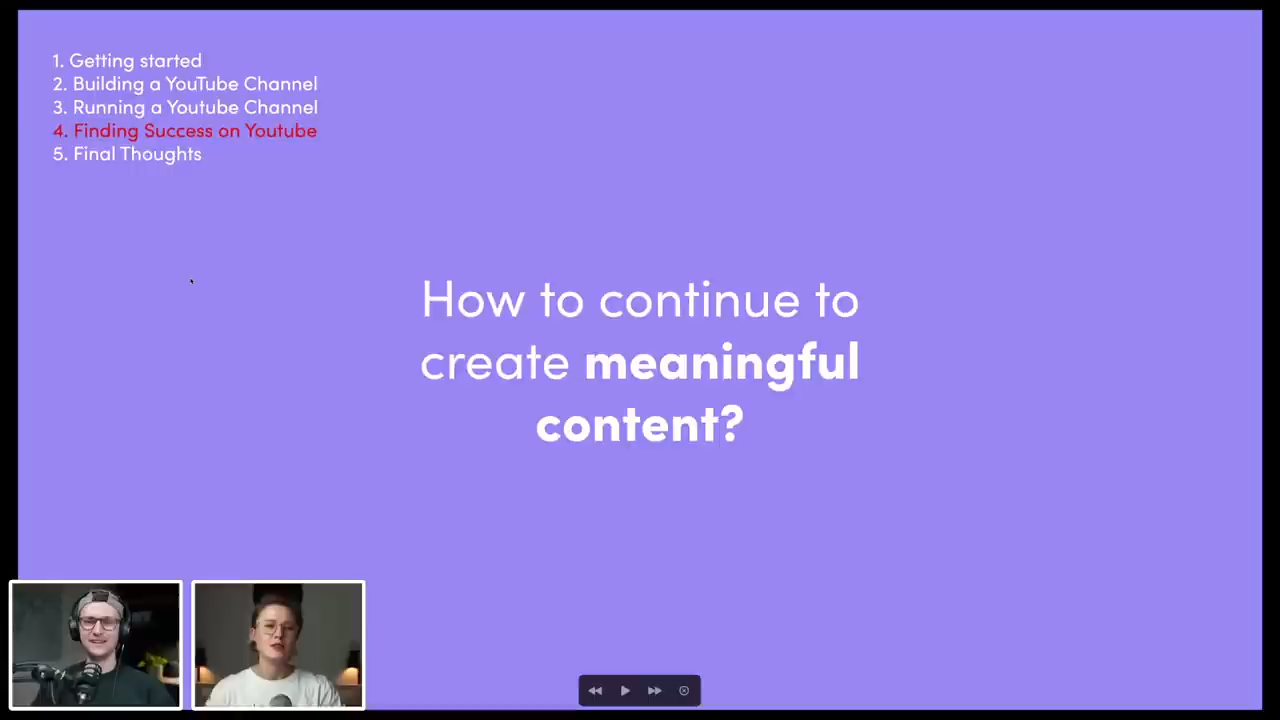 1. Getting started
2. Building a YouTube Channel
3. Running a Youtube Channel
4. Finding Success on Youtube
5. Final Thoughts
How to continue to
create meaningful
content?